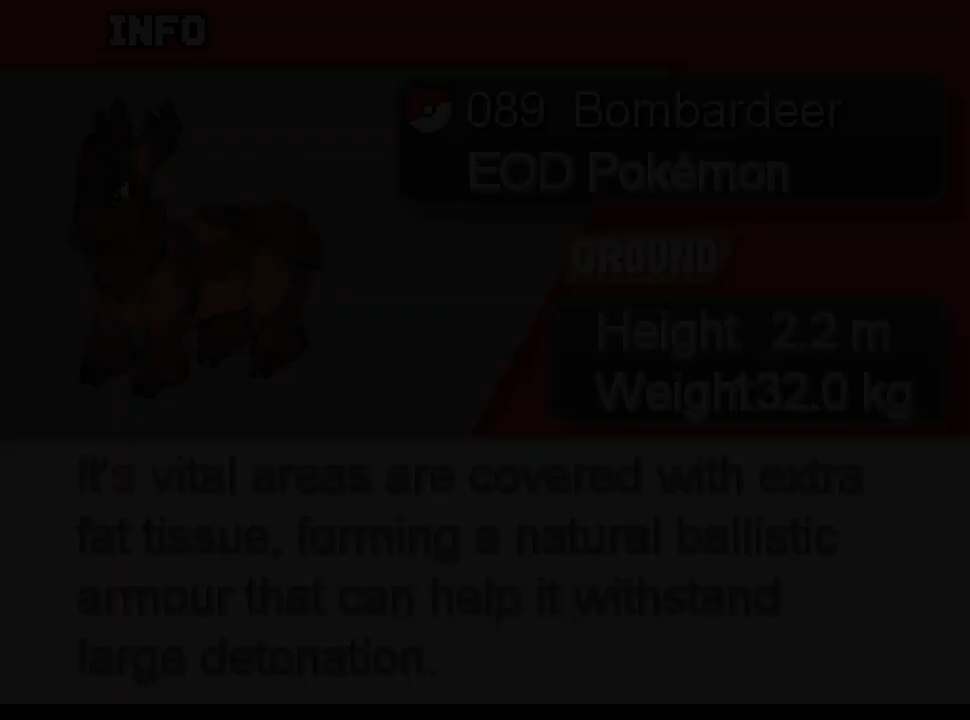 INFO
089 Bombardeer
EOD Pokémon
GROUND
Height 2.2 m
Weight32.0 kg
It's vital areas are covered with extra
fat tissue, forming a natural ballistic
armour that can help it withstand
large detonation.